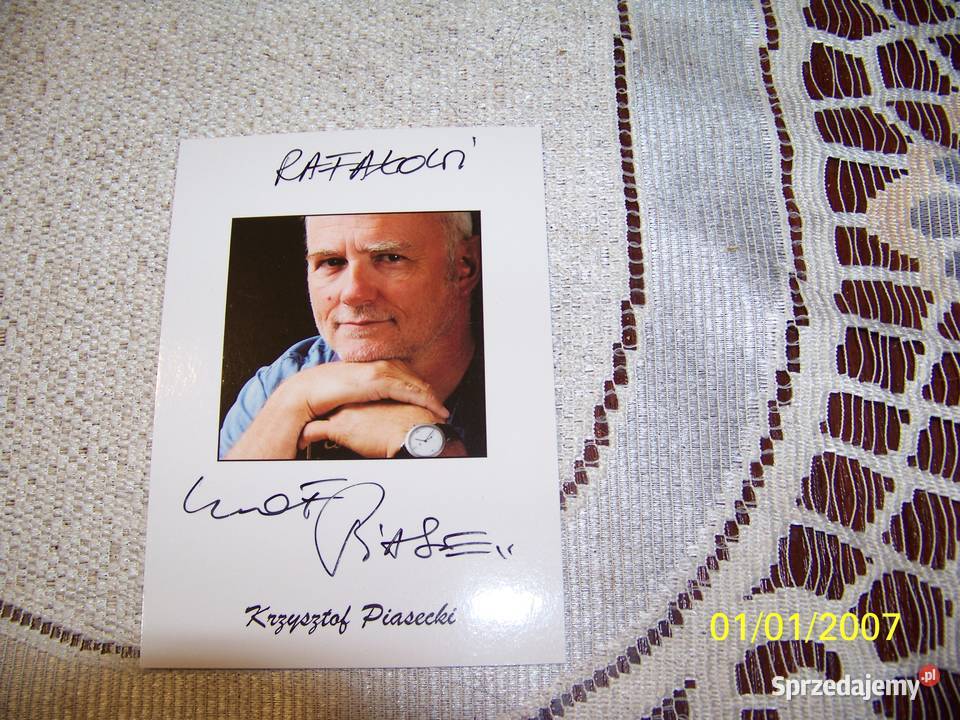 RAFAŁOWI
Krzysztof Piasecki
01/01/2007
Sprzedajemy.pl